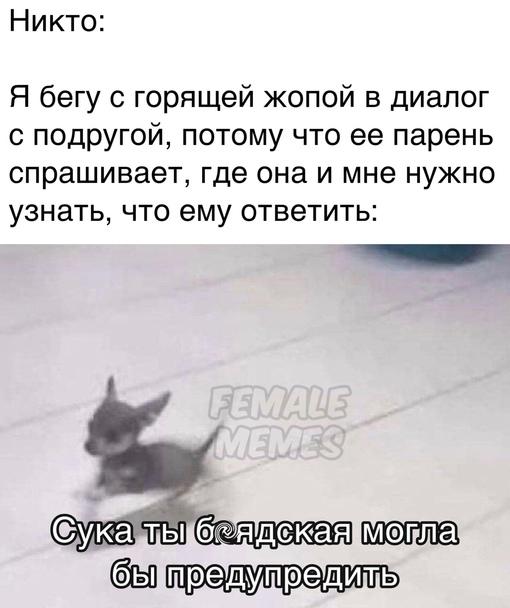 Никто:
Я бегу с горящей жопой в диалог
с подругой, потому что ее парень
спрашивает, где она и мне нужно
узнать, что ему ответить:
FEMALE
MEMES
Сука ты б🌀ядская могла
бы предупредить